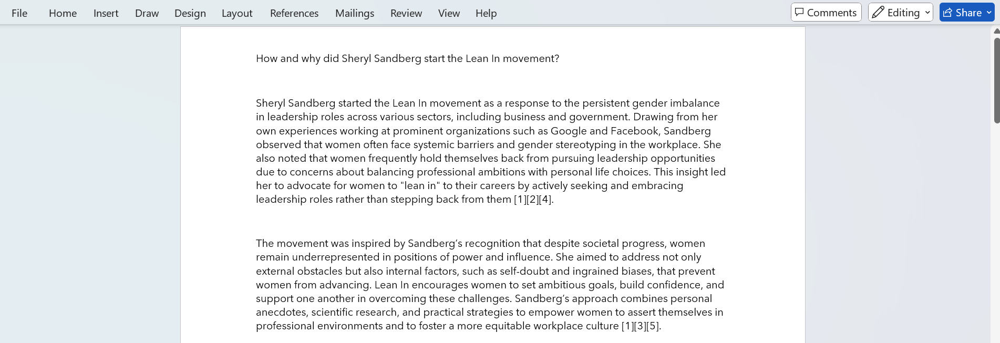 File Home Insert Draw Design Layout References Mailings Review View Help Comments Editing Share
How and why did Sheryl Sandberg start the Lean In movement?
Sheryl Sandberg started the Lean In movement as a response to the persistent gender imbalance
in leadership roles across various sectors, including business and government. Drawing from her
own experiences working at prominent organizations such as Google and Facebook, Sandberg
observed that women often face systemic barriers and gender stereotyping in the workplace. She
also noted that women frequently hold themselves back from pursuing leadership opportunities
due to concerns about balancing professional ambitions with personal life choices. This insight led
her to advocate for women to "lean in" to their careers by actively seeking and embracing
leadership roles rather than stepping back from them [1][2][4].
The movement was inspired by Sandberg’s recognition that despite societal progress, women
remain underrepresented in positions of power and influence. She aimed to address not only
external obstacles but also internal factors, such as self-doubt and ingrained biases, that prevent
women from advancing. Lean In encourages women to set ambitious goals, build confidence, and
support one another in overcoming these challenges. Sandberg’s approach combines personal
anecdotes, scientific research, and practical strategies to empower women to assert themselves in
professional environments and to foster a more equitable workplace culture [1][3][5].